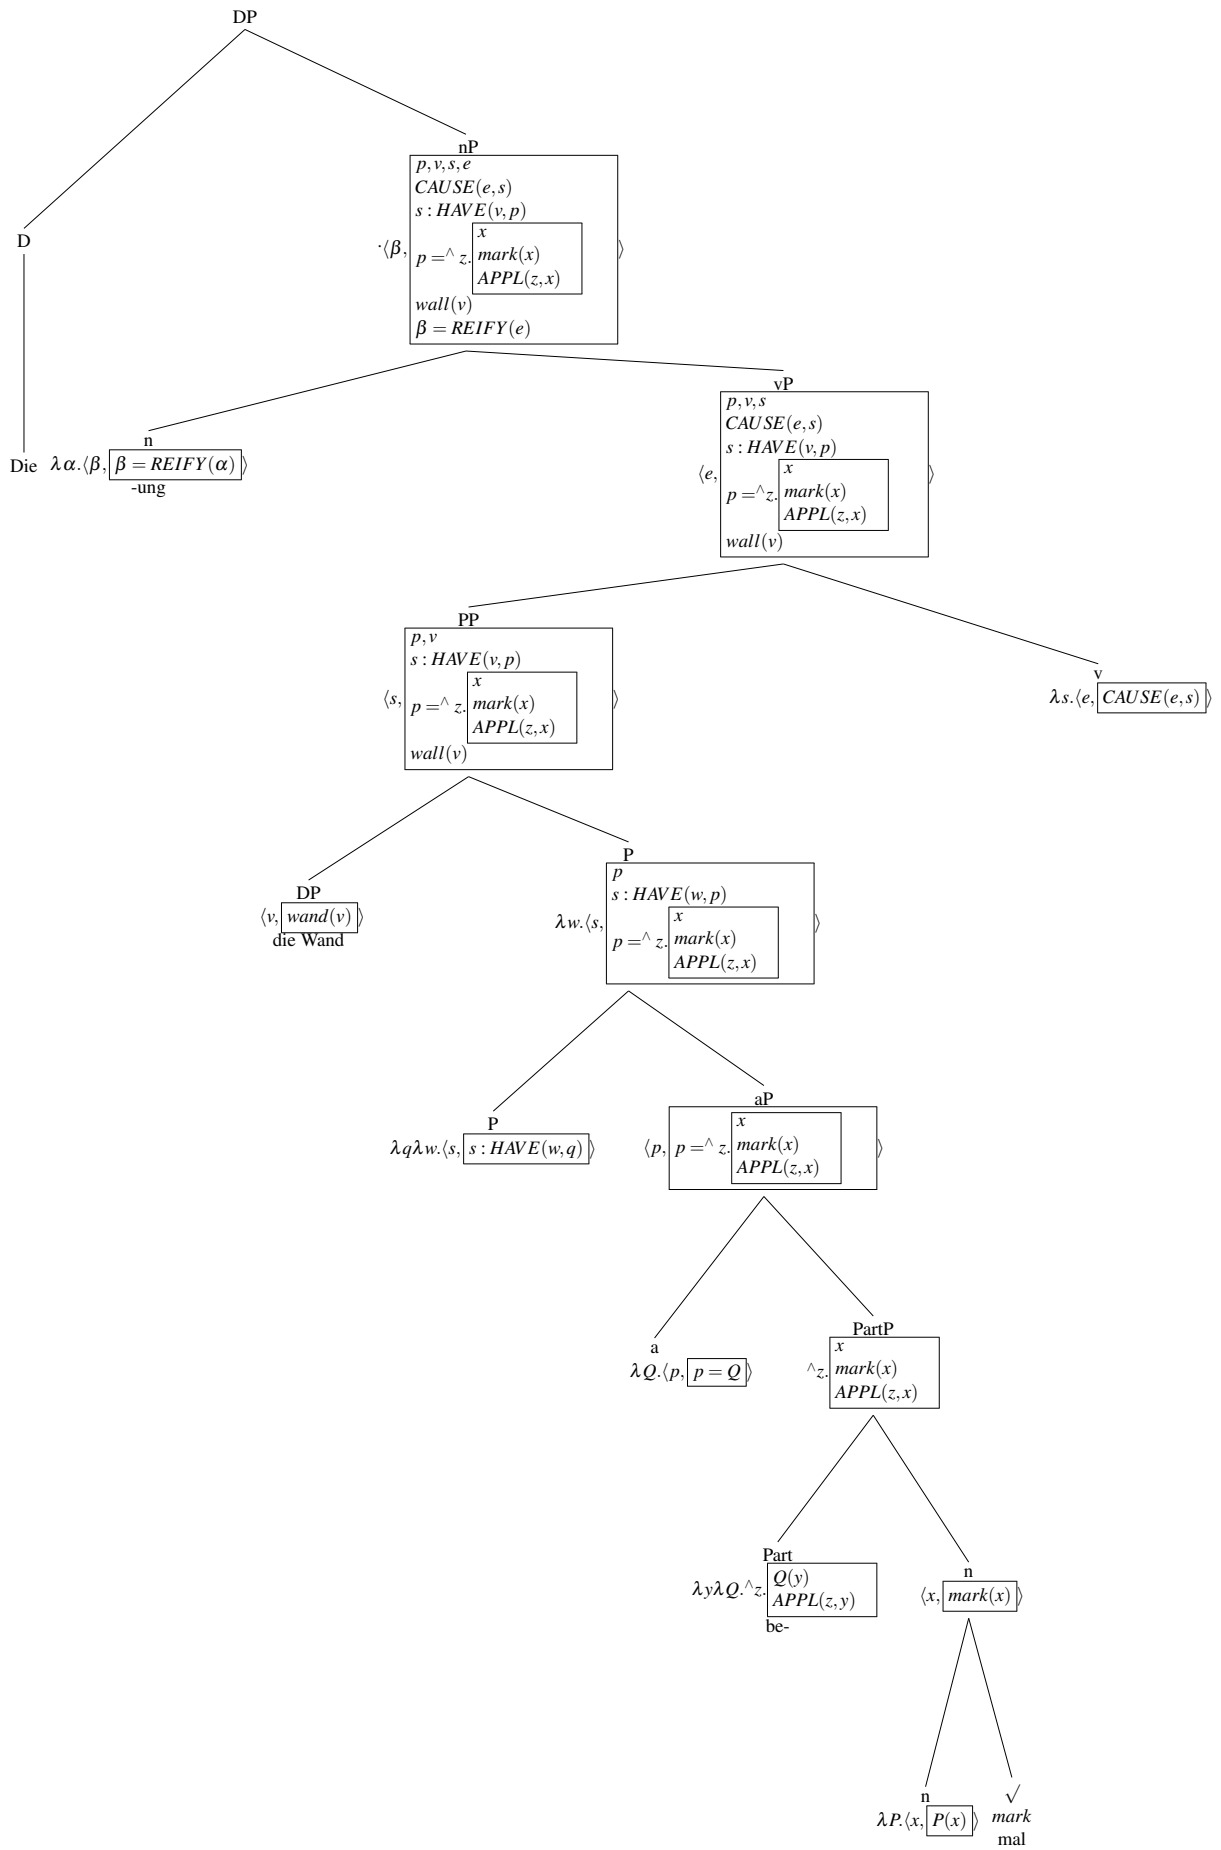 DP
nP
p, v, s, e
CAUSE(e, s)
s : HAVE(v, p)
·⟨β, p =^ z. ⟩
x
mark(x)
APPL(z, x)
wall(v)
β = REIFY(e)
D
Die
n
λα.⟨β, β = REIFY(α) ⟩
-ung
vP
p, v, s
CAUSE(e, s)
s : HAVE(v, p)
⟨e, p =^z. ⟩
x
mark(x)
APPL(z, x)
wall(v)
PP
p, v
s : HAVE(v, p)
⟨s, p =^ z. ⟩
x
mark(x)
APPL(z, x)
wall(v)
v
λs.⟨e, CAUSE(e, s) ⟩
DP
⟨v, wand(v) ⟩
die Wand
P
p
s : HAVE(w, p)
λw.⟨s, p =^ z. ⟩
x
mark(x)
APPL(z, x)
P
λqλw.⟨s, s : HAVE(w, q) ⟩
aP
⟨p, p =^ z. ⟩
x
mark(x)
APPL(z, x)
a
λQ.⟨p, p = Q ⟩
PartP
^z.
x
mark(x)
APPL(z, x)
Part
λyλQ.^z.
Q(y)
APPL(z, y)
be-
n
⟨x, mark(x) ⟩
n
λP.⟨x, P(x) ⟩
√
mark
mal